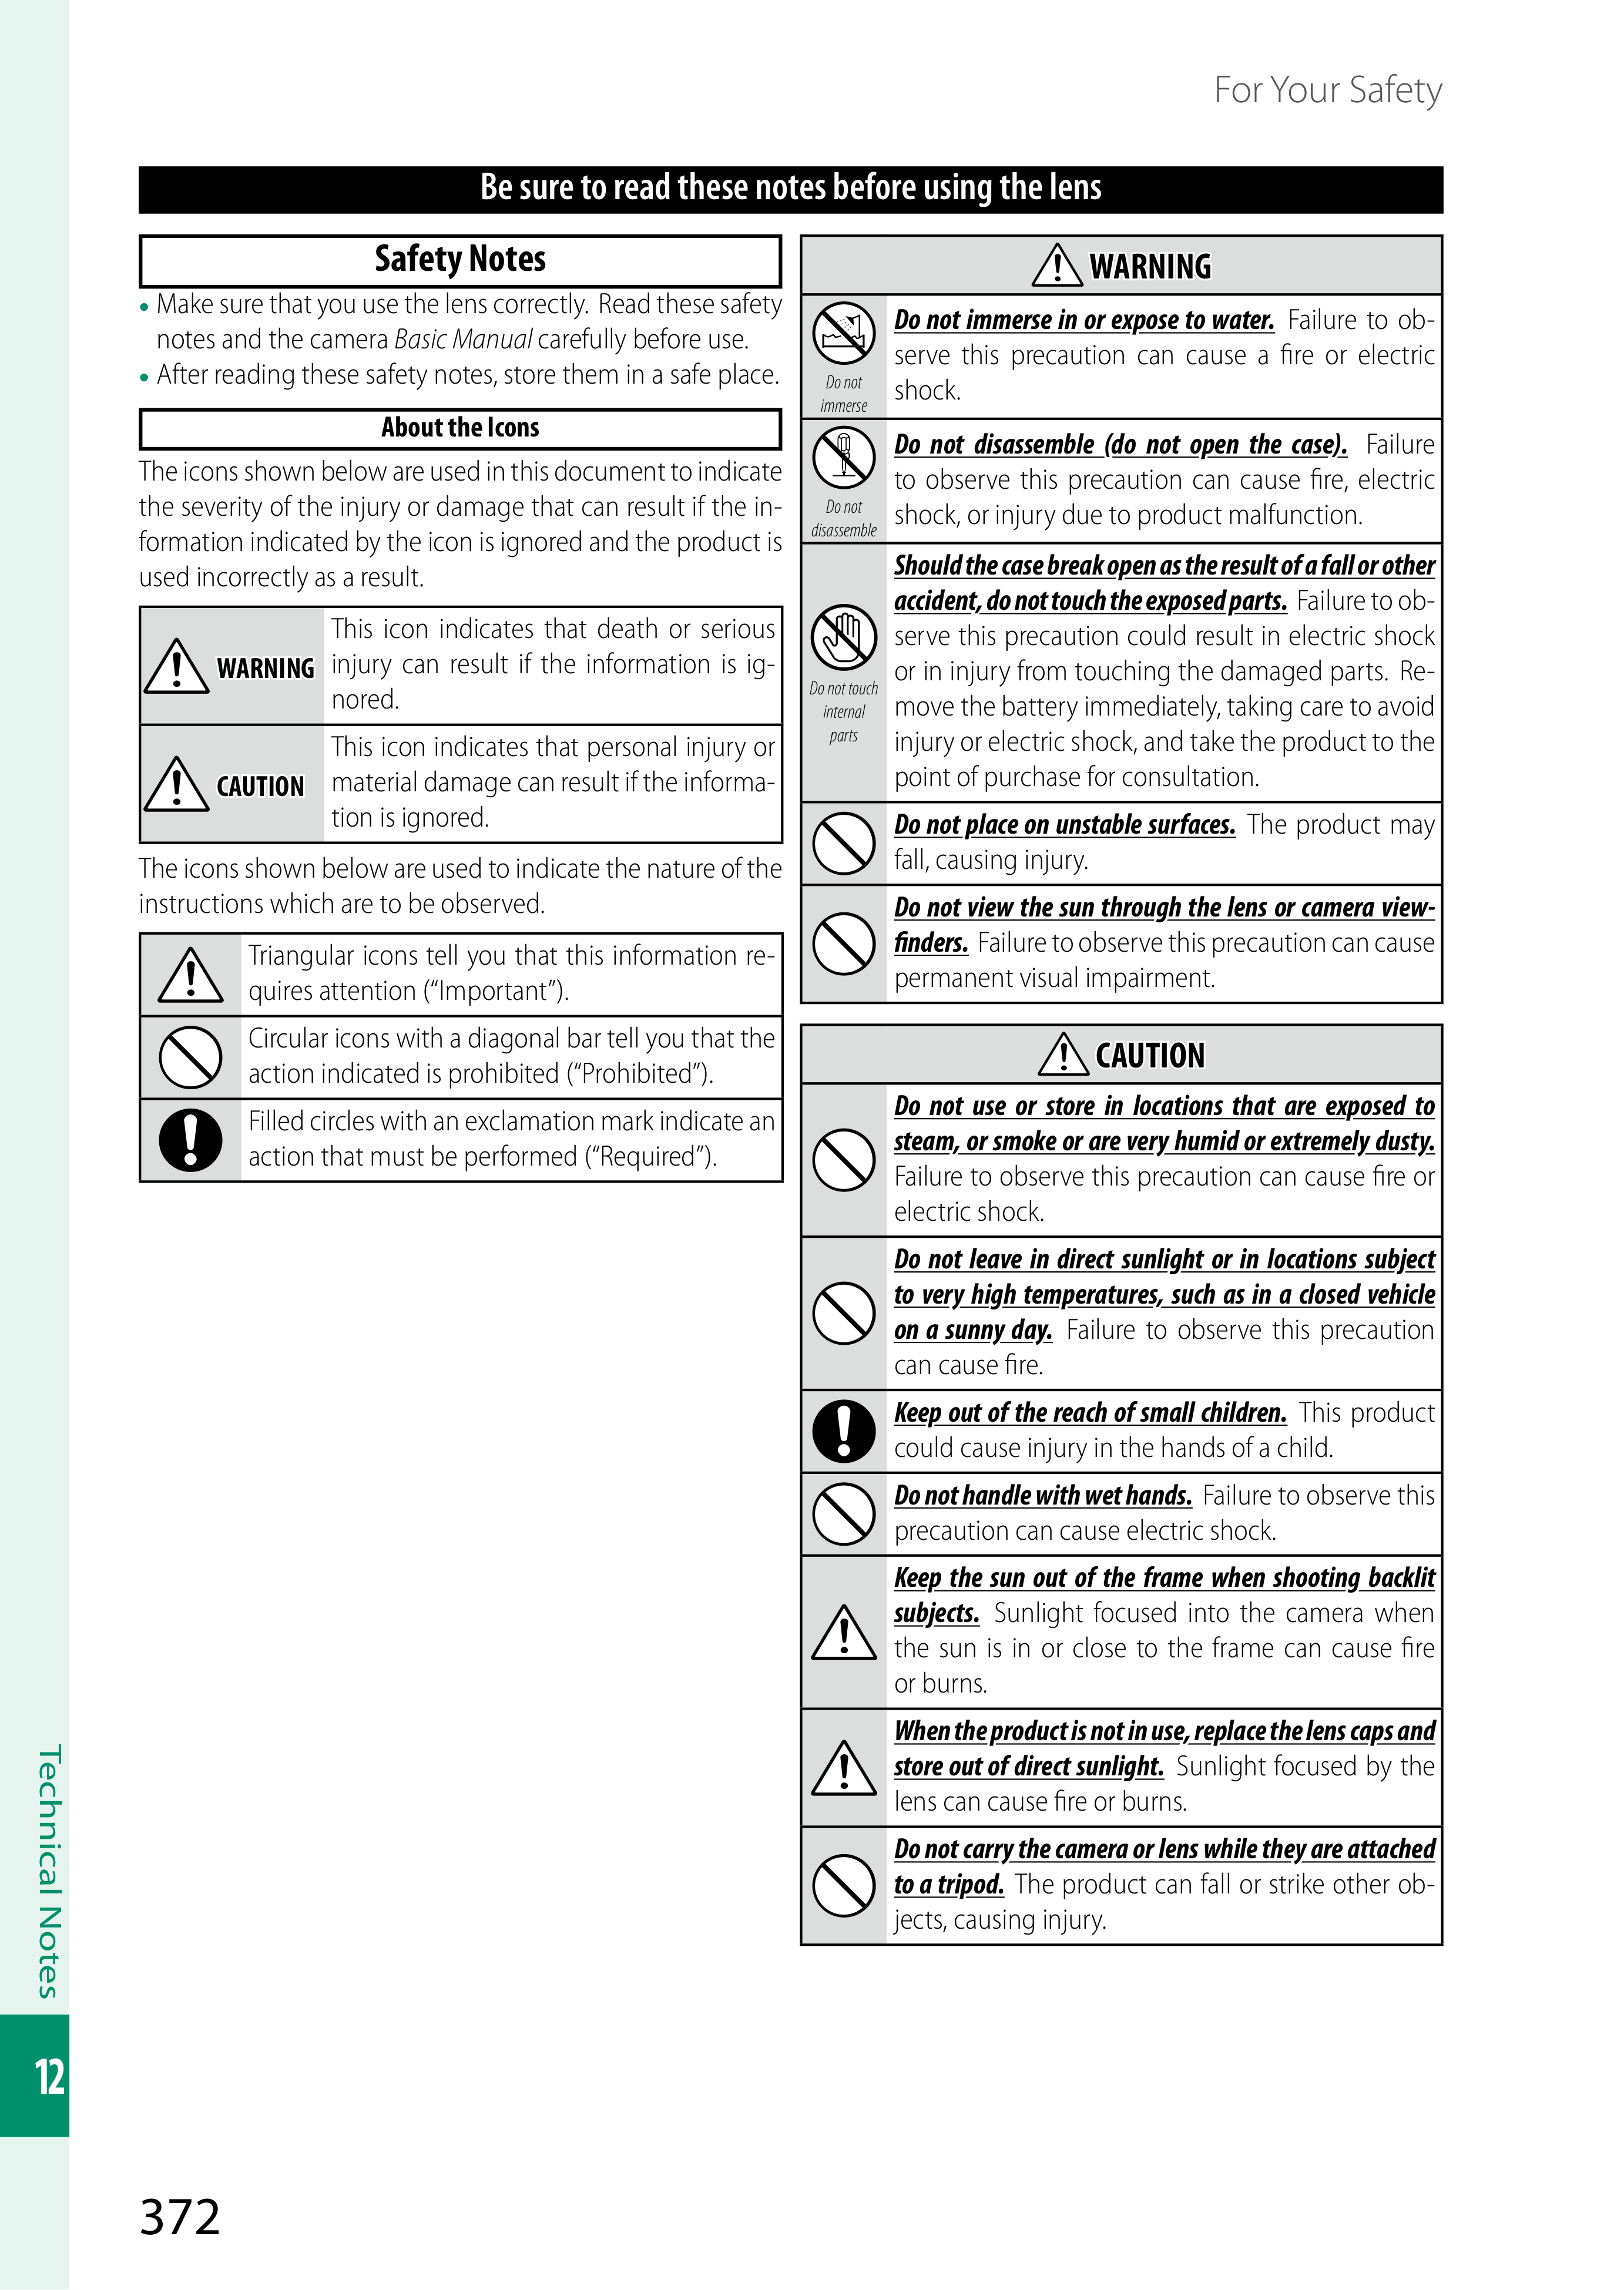 For Your Safety
Be sure to read these notes before using the lens
Safety Notes
• Make sure that you use the lens correctly. Read these safety
notes and the camera Basic Manual carefully before use.
• After reading these safety notes, store them in a safe place.
About the Icons
The icons shown below are used in this document to indicate
the severity of the injury or damage that can result if the in-
formation indicated by the icon is ignored and the product is
used incorrectly as a result.
WARNING
This icon indicates that death or serious
injury can result if the information is ig-
nored.
CAUTION
This icon indicates that personal injury or
material damage can result if the informa-
tion is ignored.
The icons shown below are used to indicate the nature of the
instructions which are to be observed.
Triangular icons tell you that this information re-
quires attention (“Important”).
Circular icons with a diagonal bar tell you that the
action indicated is prohibited (“Prohibited”).
Filled circles with an exclamation mark indicate an
action that must be performed (“Required”).
WARNING
Do not
immerse
Do not immerse in or expose to water. Failure to ob-
serve this precaution can cause a fire or electric
shock.
Do not
disassemble
Do not disassemble (do not open the case). Failure
to observe this precaution can cause fire, electric
shock, or injury due to product malfunction.
Do not touch
internal
parts
Should the case break open as the result of a fall or other
accident, do not touch the exposed parts. Failure to ob-
serve this precaution could result in electric shock
or in injury from touching the damaged parts. Re-
move the battery immediately, taking care to avoid
injury or electric shock, and take the product to the
point of purchase for consultation.
Do not place on unstable surfaces. The product may
fall, causing injury.
Do not view the sun through the lens or camera view-
finders. Failure to observe this precaution can cause
permanent visual impairment.
CAUTION
Do not use or store in locations that are exposed to
steam, or smoke or are very humid or extremely dusty.
Failure to observe this precaution can cause fire or
electric shock.
Do not leave in direct sunlight or in locations subject
to very high temperatures, such as in a closed vehicle
on a sunny day. Failure to observe this precaution
can cause fire.
Keep out of the reach of small children. This product
could cause injury in the hands of a child.
Do not handle with wet hands. Failure to observe this
precaution can cause electric shock.
Keep the sun out of the frame when shooting backlit
subjects. Sunlight focused into the camera when
the sun is in or close to the frame can cause fire
or burns.
When the product is not in use, replace the lens caps and
store out of direct sunlight. Sunlight focused by the
lens can cause fire or burns.
Do not carry the camera or lens while they are attached
to a tripod. The product can fall or strike other ob-
jects, causing injury.
Technical Notes
12
372